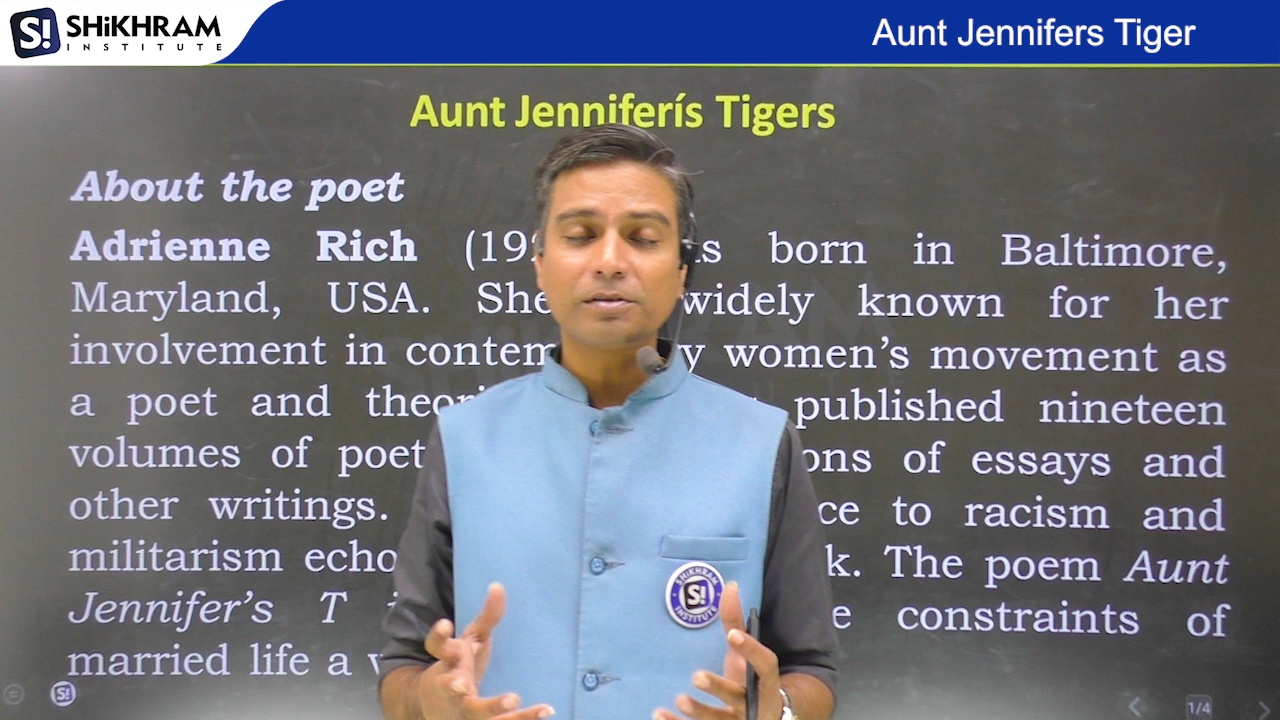 S! SHiKHRAM
INSTITUTE
Aunt Jennifers Tiger
Aunt Jenniferís Tigers
About the poet
Adrienne Rich (19 born in Baltimore,
Maryland, USA. She widely known for her
involvement in contem y women's movement as
a poet and theor published nineteen
volumes of poet ons of essays and
other writings. ce to racism and
militarism echo k. The poem Aunt
Jennifer's T e constraints of
married life a
SHIKHRAM
S!
INSTITUTE
S!
1/4